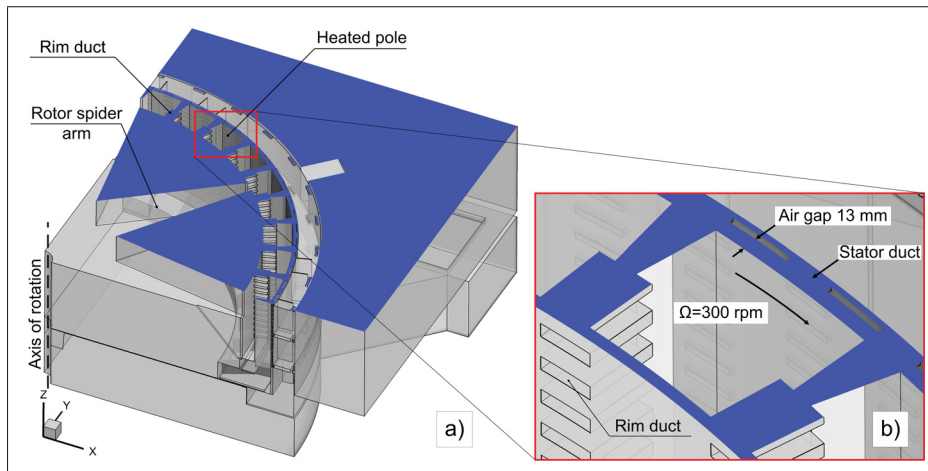 Heated pole
Rim duct
Rotor spider
arm
Axis of rotation
Z
Y
X
a)
Air gap 13 mm
Stator duct
Ω=300 rpm
Rim duct
b)